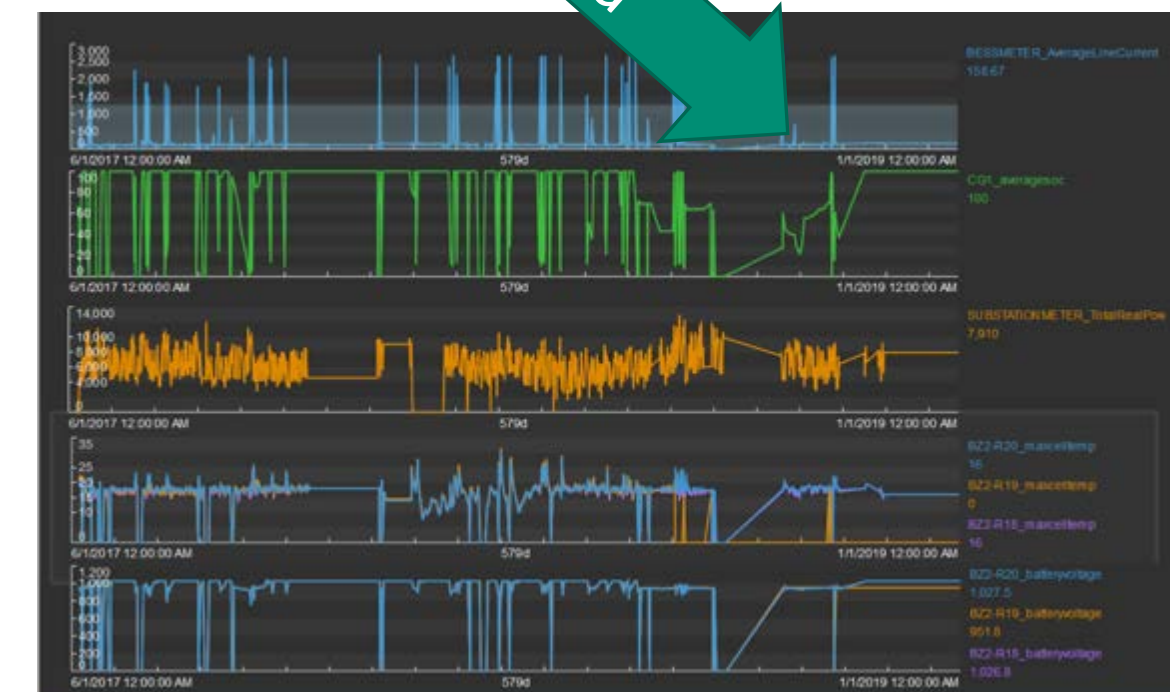 3,000
2,500
2,000
1,500
1,000
500
BESSMETER_AverageLineCurrent
158.67
6/1/2017 12:00:00 AM 579d 1/1/2019 12:00:00 AM
100
80
60
40
20
0
CG1_averagesoc
100
6/1/2017 12:00:00 AM 579d 1/1/2019 12:00:00 AM
14,000
10,000
8,000
6,000
4,000
0
SUBSTATIONMETER_TotalRealPow
7,910
6/1/2017 12:00:00 AM 579d 1/1/2019 12:00:00 AM
35
25
20
15
10
0
BZ2-R20_maxcelltemp
16
BZ2-R19_maxcelltemp
0
BZ2-R18_maxcelltemp
16
6/1/2017 12:00:00 AM 579d 1/1/2019 12:00:00 AM
1,200
1,000
800
600
400
200
0
BZ2-R20_batteryvoltage
1,027.5
BZ2-R19_batteryvoltage
951.8
BZ2-R18_batteryvoltage
1,026.8
6/1/2017 12:00:00 AM 579d 1/1/2019 12:00:00 AM